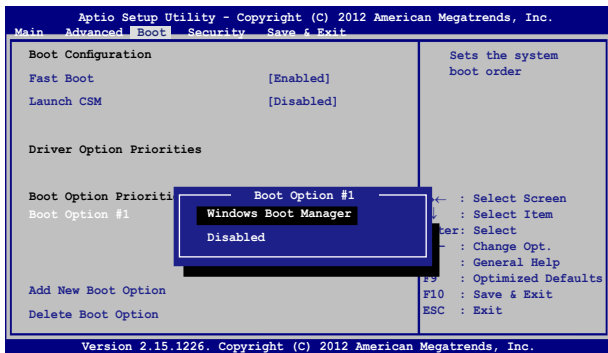 Aptio Setup Utility - Copyright (C) 2012 American Megatrends, Inc.
Main Advanced Boot Security Save & Exit
Boot Configuration
Fast Boot [Enabled]
Launch CSM [Disabled]
Driver Option Priorities
Boot Option Prioriti
Boot Option #1
Boot Option #1
Windows Boot Manager
Disabled
Add New Boot Option
Delete Boot Option
Sets the system
boot order
→← : Select Screen
↓ : Select Item
ter: Select
- : Change Opt.
: General Help
F9 : Optimized Defaults
F10 : Save & Exit
ESC : Exit
Version 2.15.1226. Copyright (C) 2012 American Megatrends, Inc.